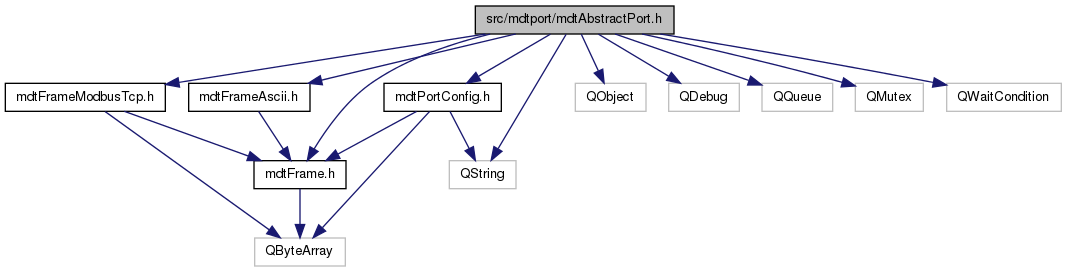 src/mdtport/mdtAbstractPort.h
mdtFrameModbusTcp.h
mdtFrameAscii.h
mdtPortConfig.h
QObject
QDebug
QQueue
QMutex
QWaitCondition
mdtFrame.h
QString
QByteArray